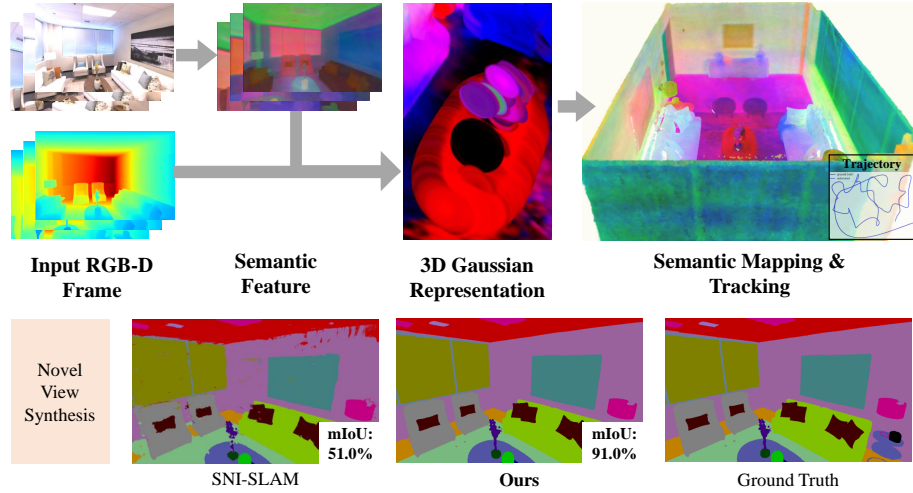 Trajectory
Input RGB-D
Frame
Semantic
Feature
3D Gaussian
Representation
Semantic Mapping &
Tracking
Novel
View
Synthesis
mIoU:
51.0%
mIoU:
91.0%
SNI-SLAM
Ours
Ground Truth